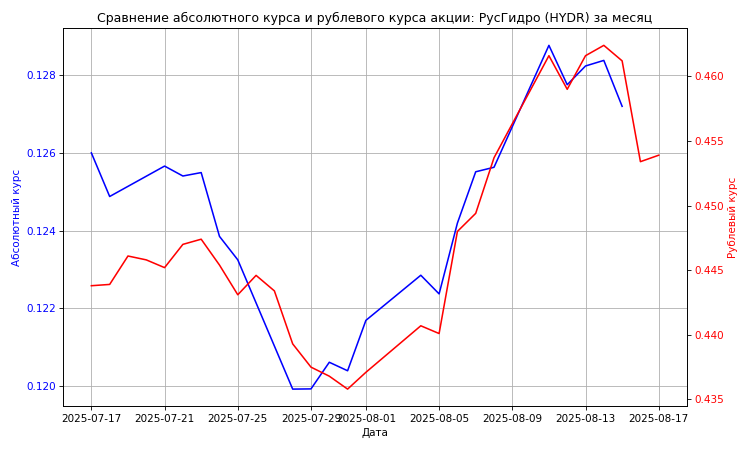 Сравнение абсолютного курса и рублевого курса акции: РусГидро (HYDR) за месяц
Абсолютный курс
0.128
0.126
0.124
0.122
0.120
0.460
0.455
0.450
0.445
0.440
0.435
Рублевый курс
2025-07-17 2025-07-21 2025-07-25 2025-07-29 2025-08-01 2025-08-05 2025-08-09 2025-08-13 2025-08-17
Дата